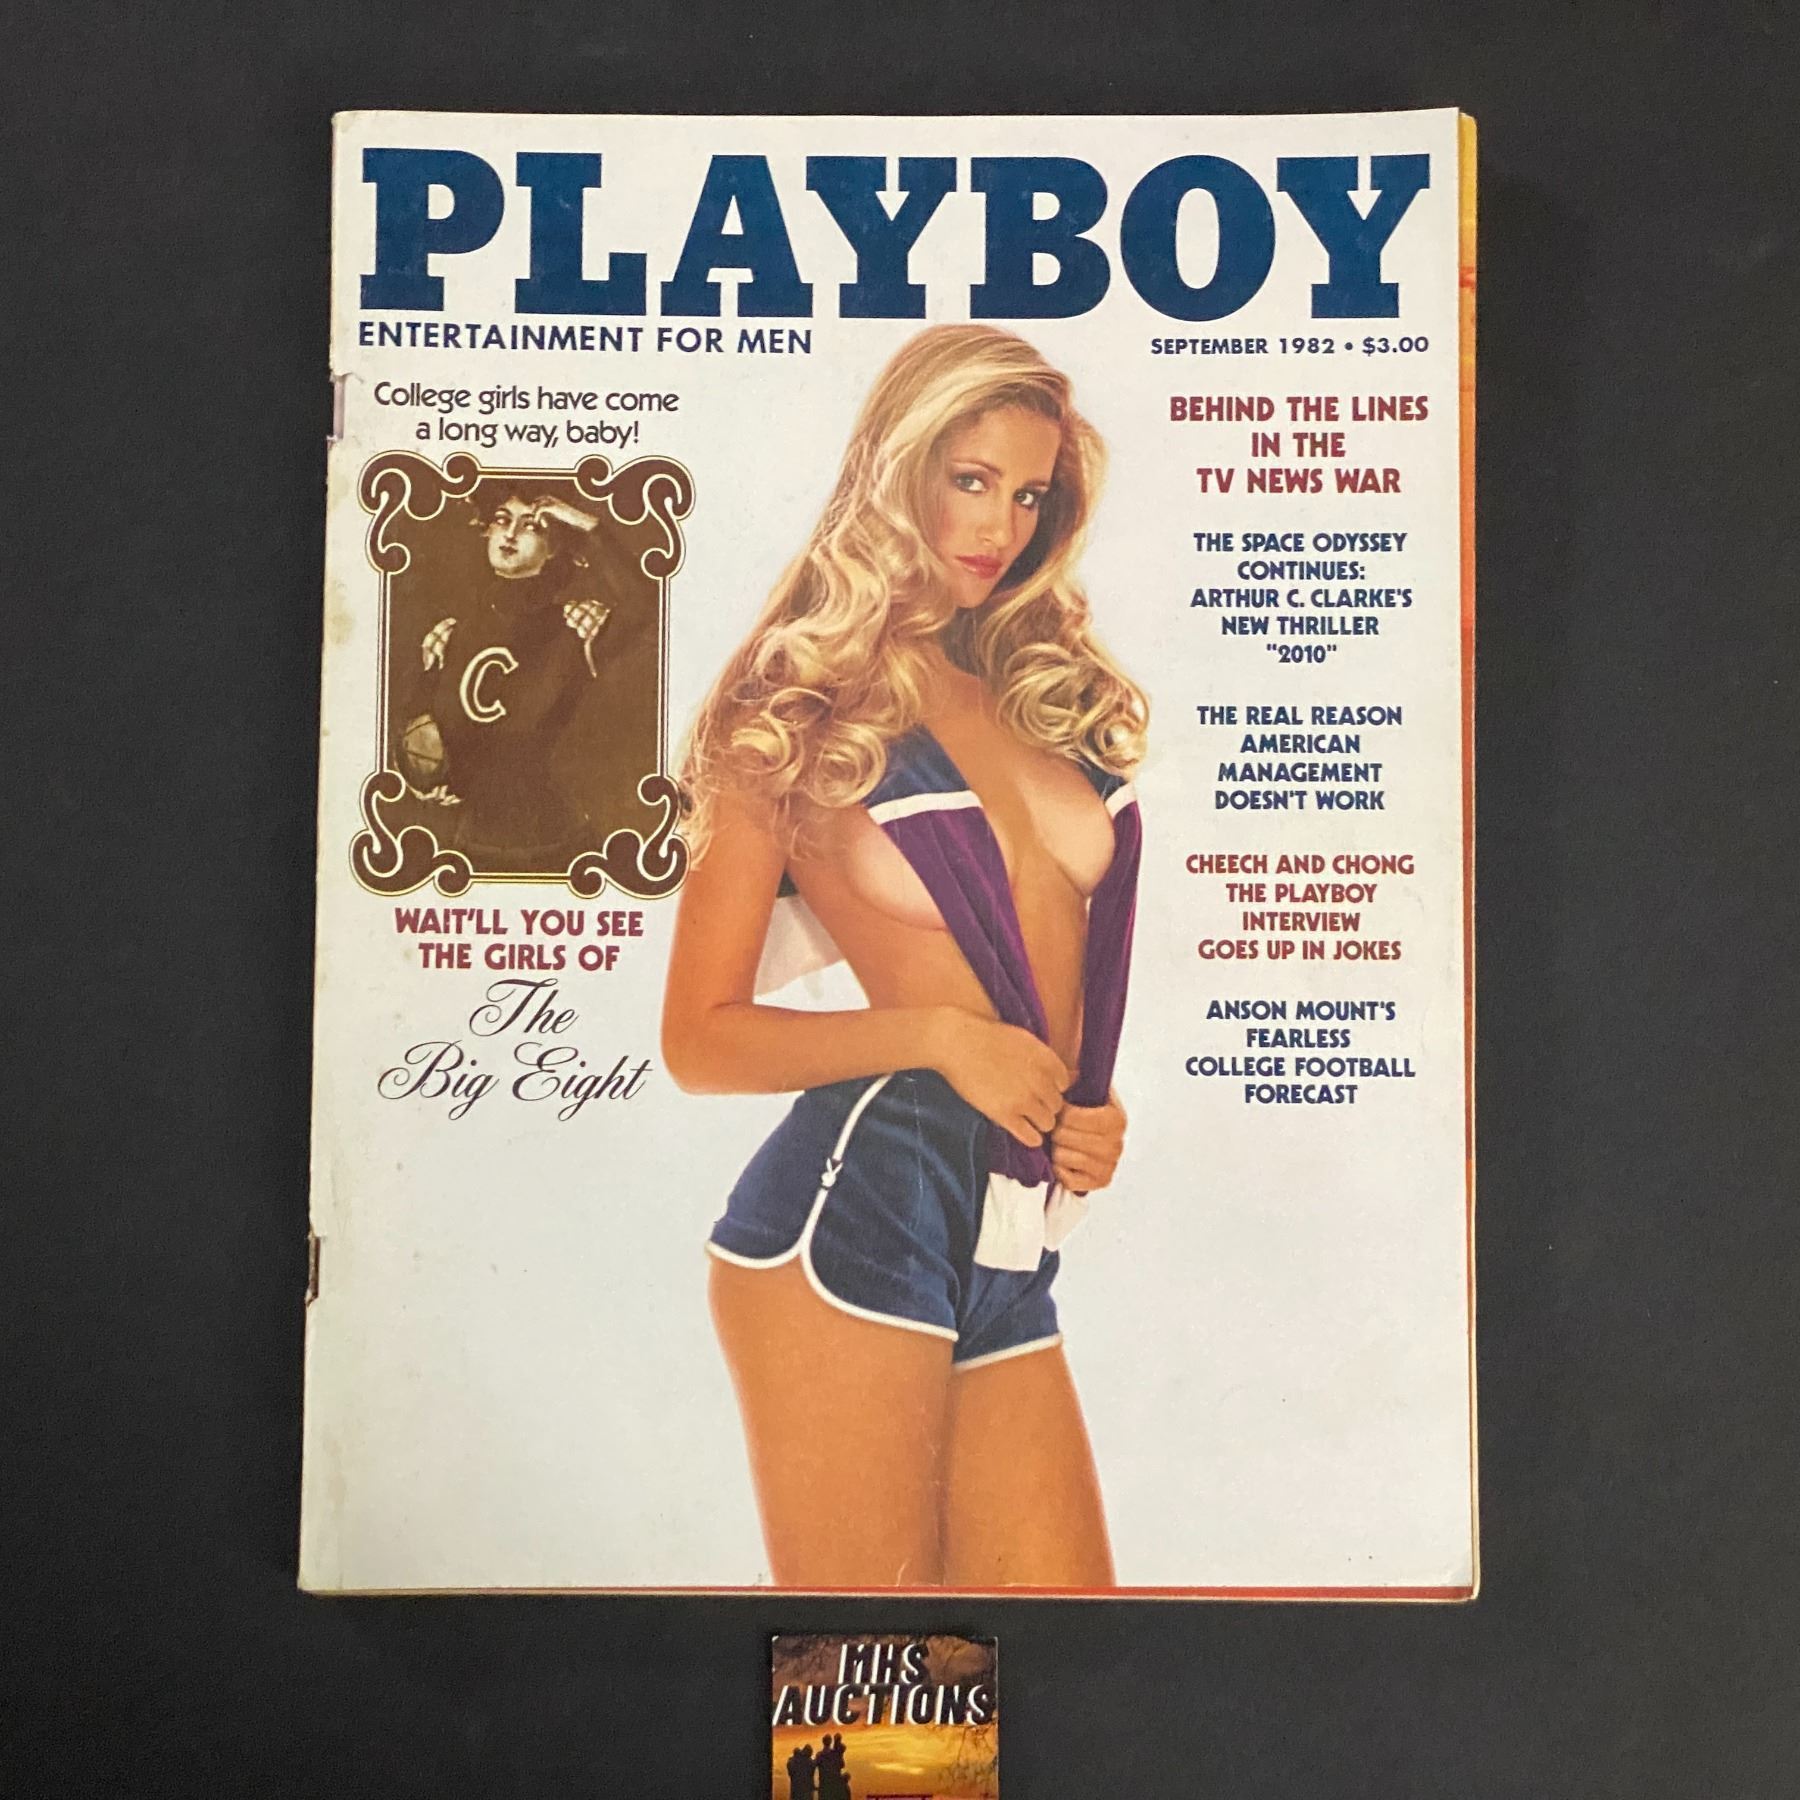 PLAYBOY
ENTERTAINMENT FOR MEN
SEPTEMBER 1982 • $3.00
College girls have come
a long way, baby!
C
WAIT'LL YOU SEE
THE GIRLS OF
The
Big Eight
BEHIND THE LINES
IN THE
TV NEWS WAR
THE SPACE ODYSSEY
CONTINUES:
ARTHUR C. CLARKE'S
NEW THRILLER
"2010"
THE REAL REASON
AMERICAN
MANAGEMENT
DOESN'T WORK
CHEECH AND CHONG
THE PLAYBOY
INTERVIEW
GOES UP IN JOKES
ANSON MOUNT'S
FEARLESS
COLLEGE FOOTBALL
FORECAST
MHS
AUCTIONS